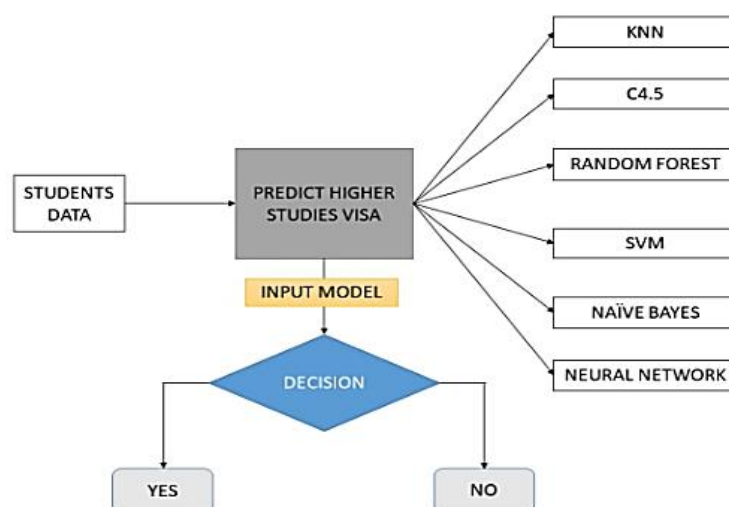 KNN
C4.5
RANDOM FOREST
STUDENTS
DATA
PREDICT HIGHER
STUDIES VISA
SVM
INPUT MODEL
NAÏVE BAYES
DECISION
NEURAL NETWORK
YES
NO